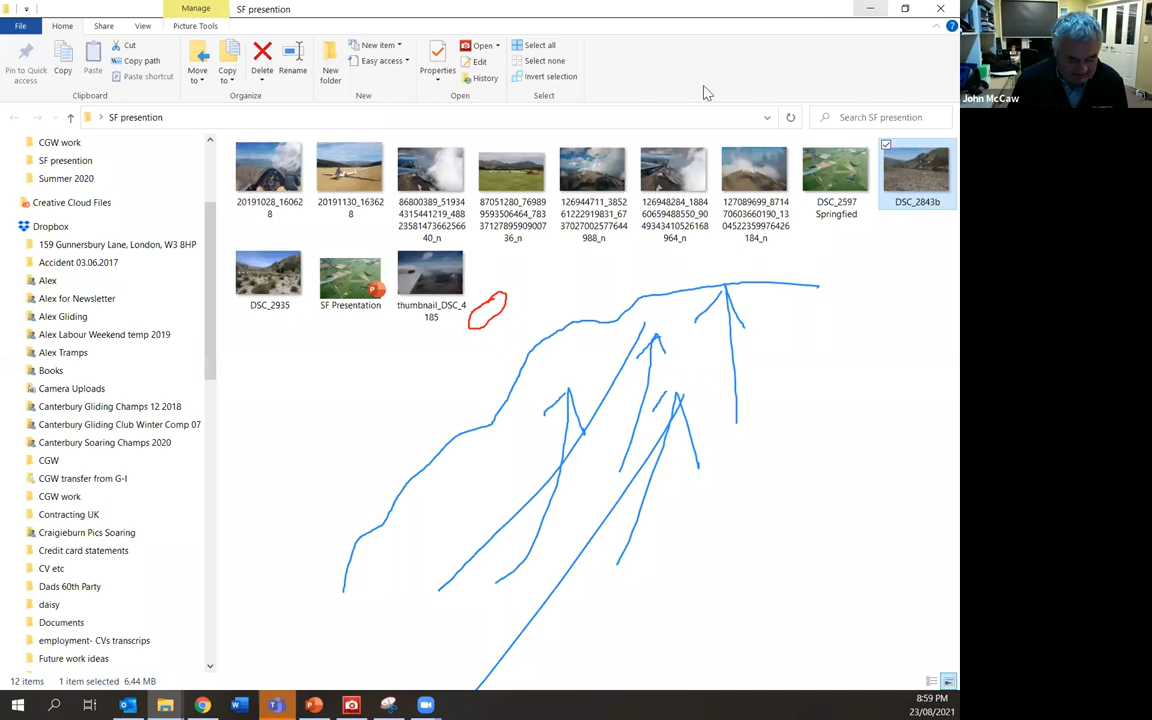 Manage
SF presention
File
Home
Share
View
Picture Tools
Pin to Quick
access
Copy
Paste
Cut
Copy path
Paste shortcut
Clipboard
Move
to
Copy
to
Delete
Rename
Organize
New
folder
New item
Easy access
New
Properties
Open
Edit
History
Open
Select all
Select none
Invert selection
Select
SF presention
Search SF presention
John McCaw
CGW work
SF presention
Summer 2020
Creative Cloud Files
Dropbox
159 Gunnersbury Lane, London, W3 8HP
Accident 03.06.2017
Alex
Alex for Newsletter
Alex Gliding
Alex Labour Weekend temp 2019
Alex Tramps
Books
Camera Uploads
Canterbury Gliding Champs 12 2018
Canterbury Gliding Club Winter Comp 07
Canterbury Soaring Champs 2020
CGW
CGW transfer from G-I
CGW work
Contracting UK
Craigieburn Pics Soaring
Credit card statements
CV etc
Dads 60th Party
daisy
Documents
employment- CVs transcrips
Future work ideas
20191028_16062
8
20191130_16362
8
86800389_51934
4315441219_488
23581473662566
40_n
87051280_76989
9593506464_783
37127895909007
36_n
126944711_3852
61222919831_67
37027002577644
988_n
126948284_1884
60659488550_90
49343410526168
964_n
127089699_8714
70603660190_13
04522359976426
184_n
DSC_2597
Springfied
DSC_2843b
DSC_2935
SF Presentation
thumbnail_DSC_4
185
12 items
1 item selected 6.44 MB
8:59 PM
23/08/2021